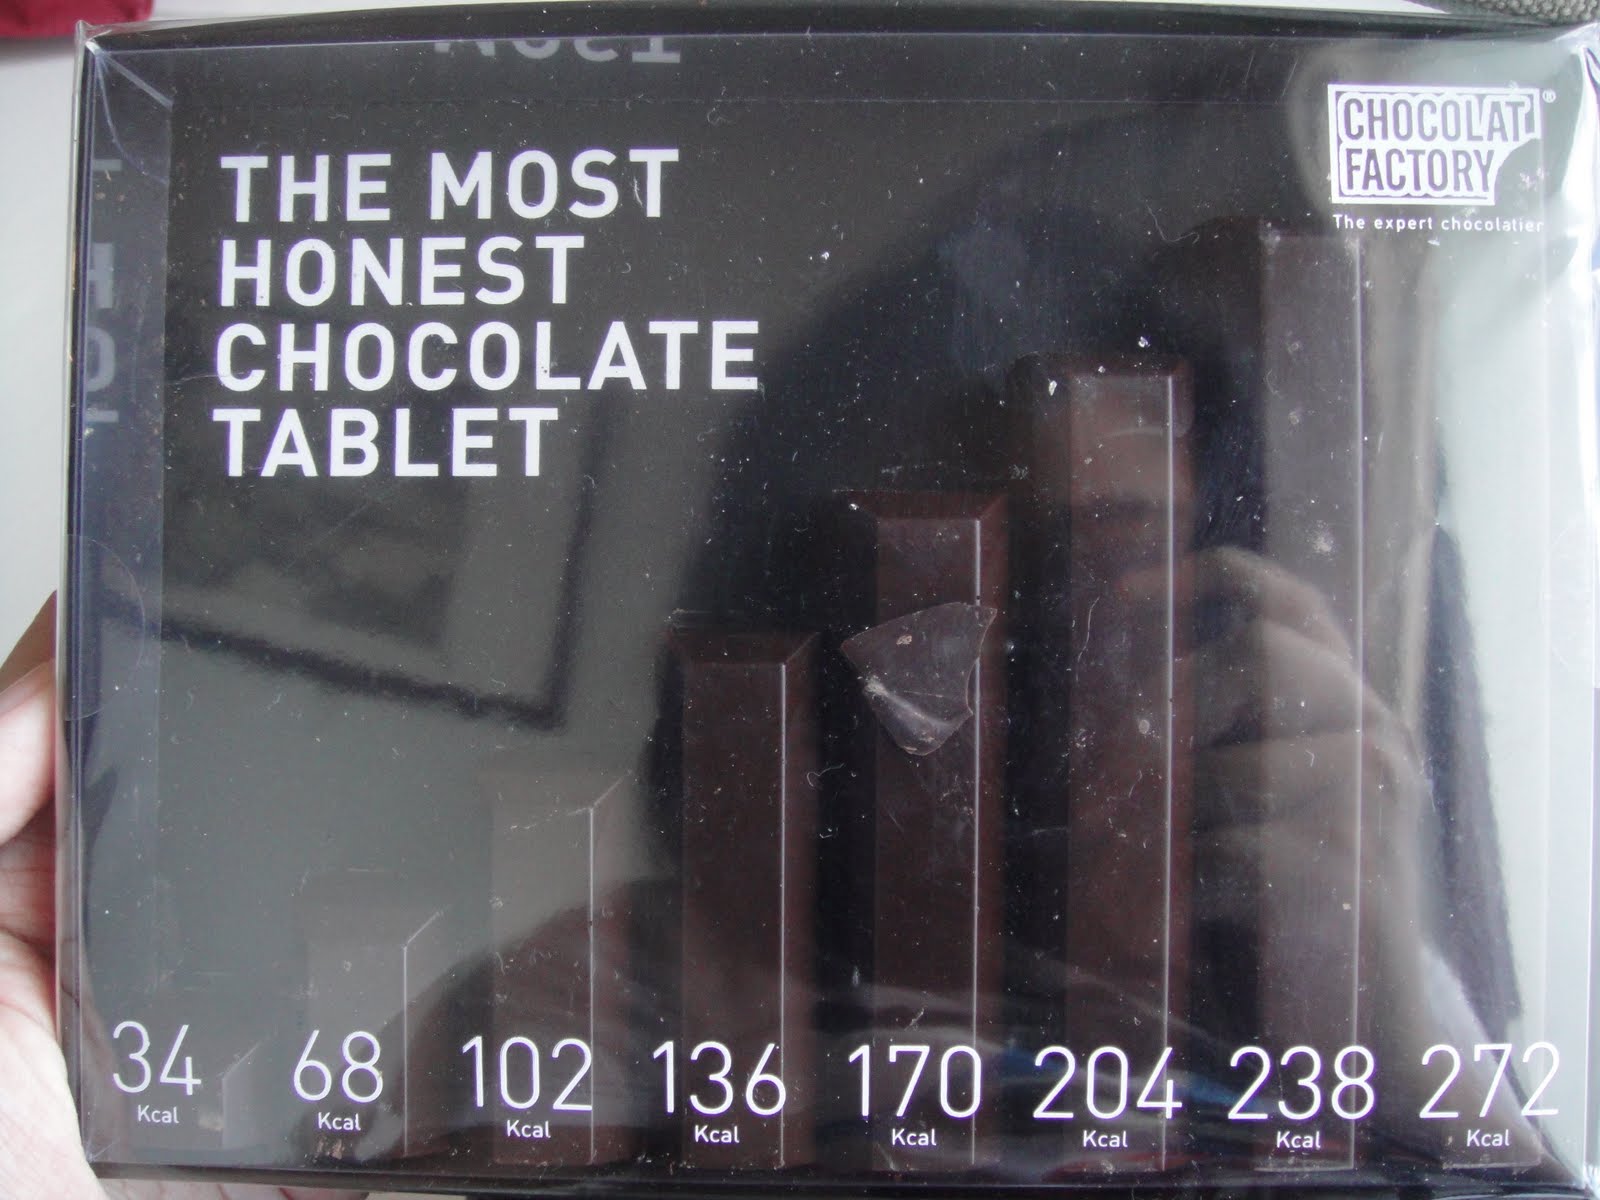 THE MOST
HONEST
CHOCOLATE
TABLET
CHOCOLAT®
FACTORY
The expert chocolatier
34 68 102 136 170 204 238 272
Kcal Kcal Kcal Kcal Kcal Kcal Kcal Kcal